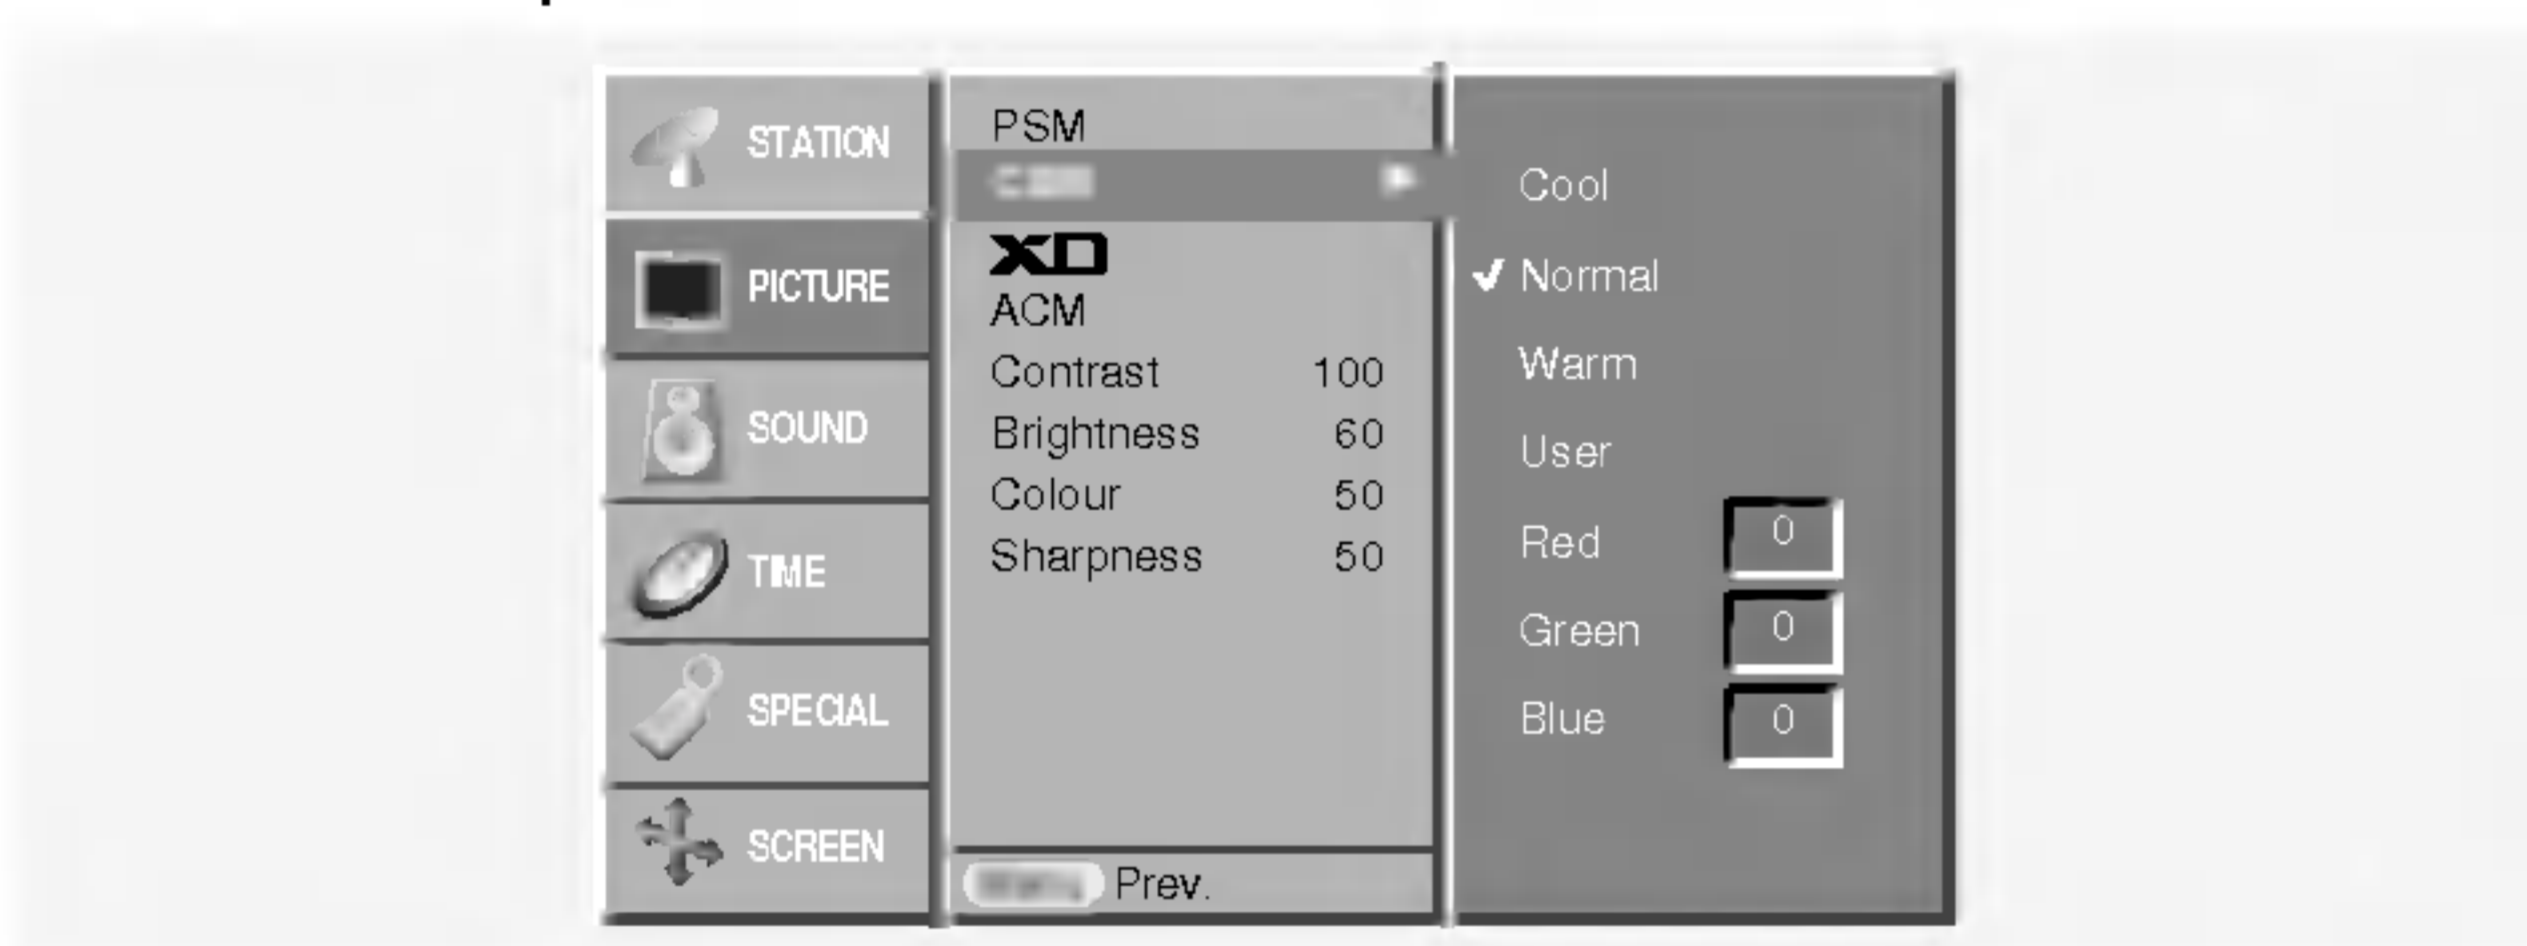 STATION
PICTURE
SOUND
TIME
SPECIAL
SCREEN
PSM
XD
ACM
Contrast 100
Brightness 60
Colour 50
Sharpness 50
Prev.
Cool
✔ Normal
Warm
User
Red 0
Green 0
Blue 0